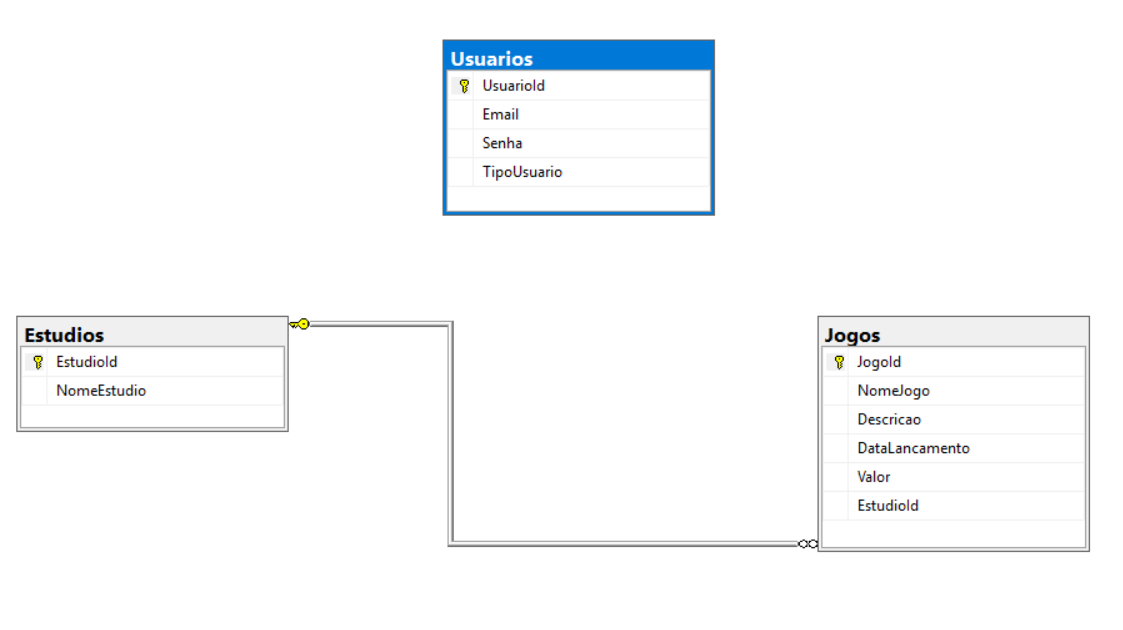 Usuarios
UsuarioId
Email
Senha
TipoUsuario
Estudios
EstudioId
NomeEstudio
Jogos
JogoId
NomeJogo
Descricao
DataLancamento
Valor
EstudioId